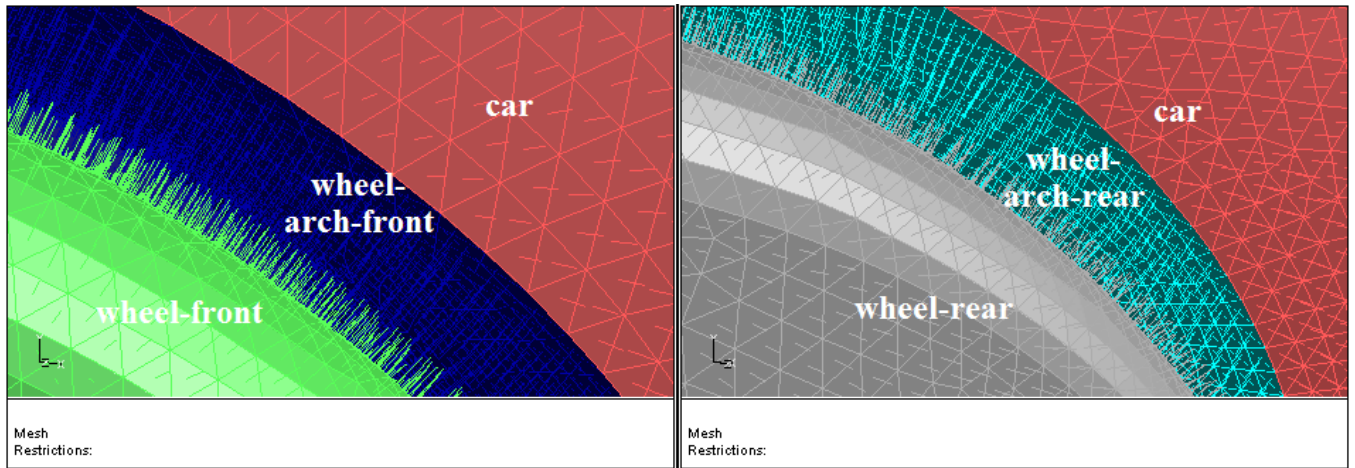 car
wheel-
arch-front
wheel-front
Mesh
Restrictions:
car
wheel-
arch-rear
wheel-rear
Mesh
Restrictions: